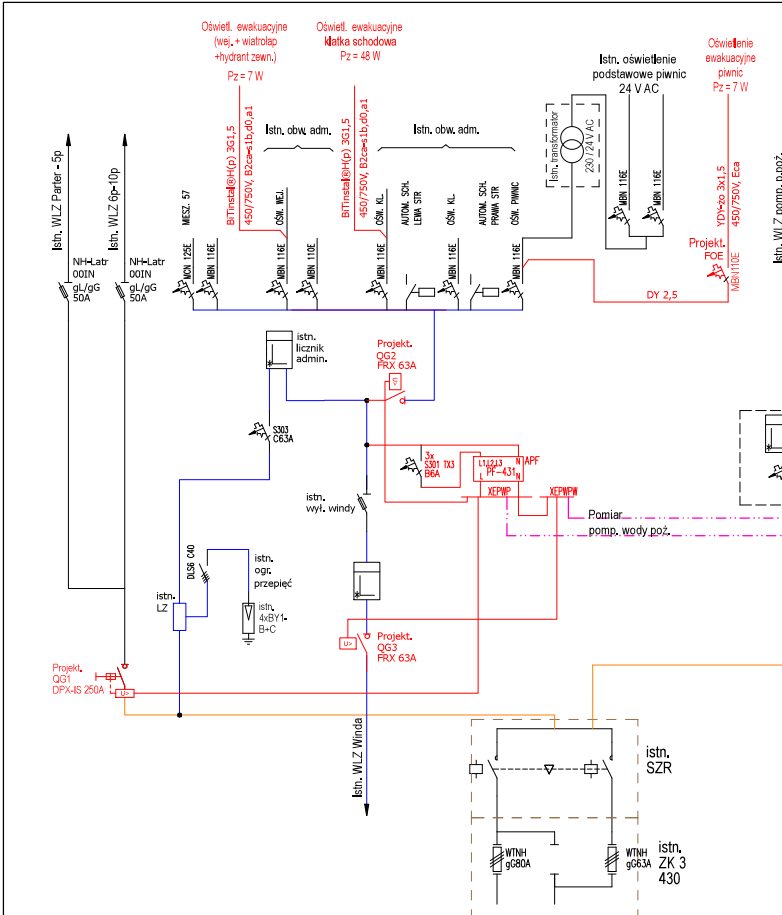 Oświetl. ewakuacyjne
(wej. + wiatrołap
+hydrant zewn.)
Pz = 7 W
Oświetl. ewakuacyjne
klatka schodowa
Pz = 48 W
Istn. oświetlenie
podstawowe piwnic
24 V AC
Oświetlenie
ewakuacyjne
piwnic
Pz = 7 W
Istn. WLZ Parter - 5p
Istn. WLZ 6p-10p
BiTinstal®H(p) 3G1,5
450/750V, B2ca-s1b,d0,a1
Istn. obw. adm.
BiTinstal®H(p) 3G1,5
450/750V, B2ca-s1b,d0,a1
Istn. obw. adm.
Istn. transformator
230 / 24 V AC
MBN 116E
MBN 116E
YDY-żo 3x1,5
450/750V, Eca
Istn. WLZ pomp. p.poż.
MIESZ. 57
OŚW. WEJ.
OŚW. KL.
AUTOM. SCH.
LEWA STR
OŚW. KL.
AUTOM. SCH.
PRAWA STR
OŚW. PIWNIC
MCN 125E
MBN 116E
MBN 116E
MBN 110E
MBN 116E
MBN 116E
MBN 116E
Projekt.
FOE
MBN110E
DY 2,5
NH-Latr
00IN
gL/gG
50A
NH-Latr
00IN
gL/gG
50A
istn.
licznik
admin.
Projekt.
QG2
FRX 63A
U>
S303
C63A
3x
S301 TX3
B6A
L1L2L3 N
APF
PF-431
L N
XEPWP
XEPWPW
istn.
wył. windy
Pomiar
pomp. wody poż.
DLS6 C40
istn.
ogr.
przepięć
istn.
LZ
istn.
4xBY1-
B+C
Projekt.
QG3
FRX 63A
U>
Projekt.
QG1
DPX-IS 250A
U>
Istn. WLZ Winda
istn.
SZR
WTNH
gG80A
WTNH
gG63A
istn.
ZK 3
430